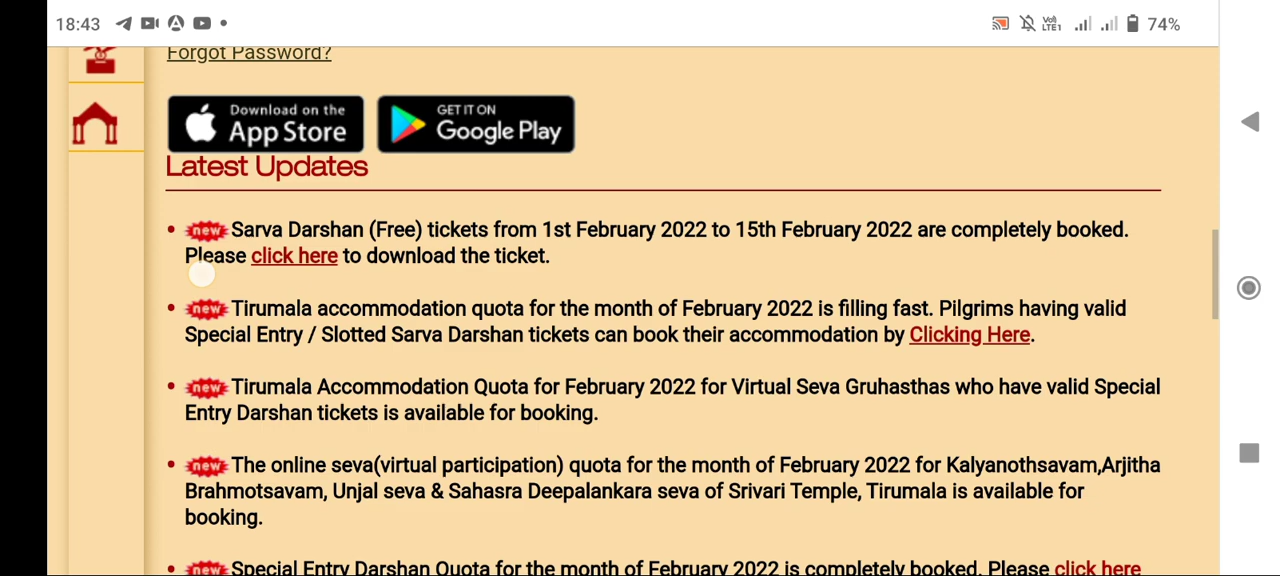 18:43
Vo) LTE1 74%
Forgot Password?
Download on the App Store
GET IT ON Google Play
Latest Updates
new Sarva Darshan (Free) tickets from 1st February 2022 to 15th February 2022 are completely booked.
Please click here to download the ticket.
new Tirumala accommodation quota for the month of February 2022 is filling fast. Pilgrims having valid
Special Entry / Slotted Sarva Darshan tickets can book their accommodation by Clicking Here.
new Tirumala Accommodation Quota for February 2022 for Virtual Seva Gruhasthas who have valid Special
Entry Darshan tickets is available for booking.
new The online seva(virtual participation) quota for the month of February 2022 for Kalyanothsavam,Arjitha
Brahmotsavam, Unjal seva & Sahasra Deepalankara seva of Srivari Temple, Tirumala is available for
booking.
new Special Entry Darshan Quota for the month of February 2022 is completely booked. Please click here